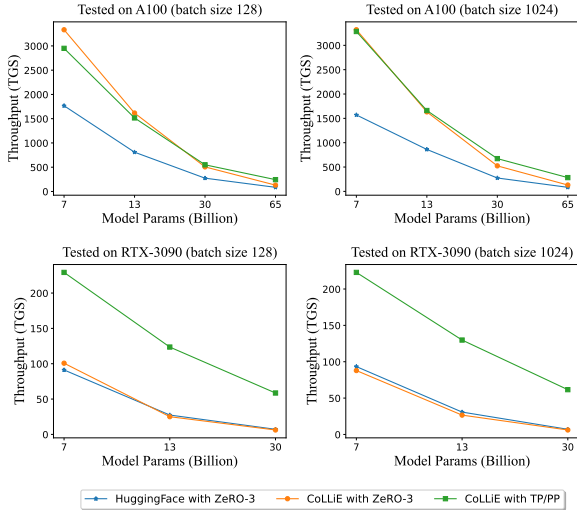 Tested on A100 (batch size 128)
Throughput (TGS)
3000
2500
2000
1500
1000
500
0
7 13 30 65
Model Params (Billion)
Tested on A100 (batch size 1024)
Throughput (TGS)
3000
2500
2000
1500
1000
500
0
7 13 30 65
Model Params (Billion)
Tested on RTX-3090 (batch size 128)
Throughput (TGS)
200
150
100
50
0
7 13 30
Model Params (Billion)
Tested on RTX-3090 (batch size 1024)
Throughput (TGS)
200
150
100
50
0
7 13 30
Model Params (Billion)
HuggingFace with ZeRO-3 CoLLiE with ZeRO-3 CoLLiE with TP/PP